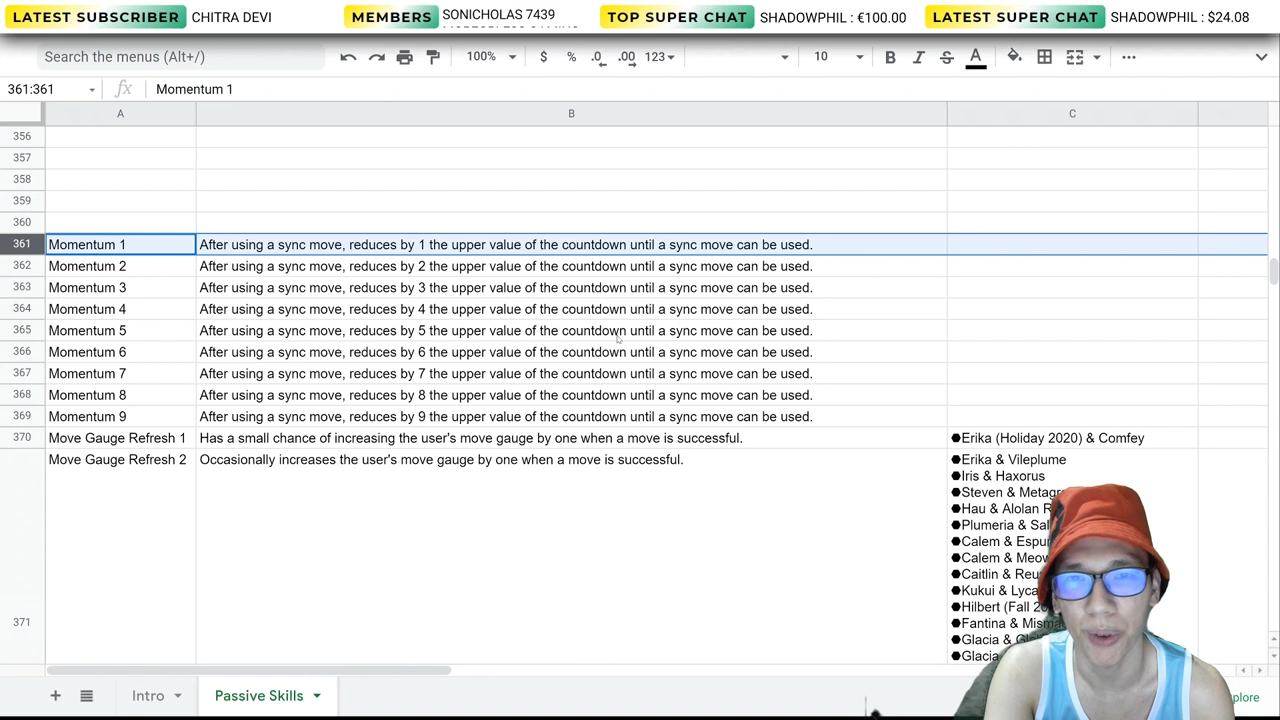 LATEST SUBSCRIBER CHITRA DEVI
MEMBERS SONICHOLAS 7439
TOP SUPER CHAT SHADOWPHIL : €100.00
LATEST SUPER CHAT SHADOWPHIL : $24.08
Search the menus (Alt+/)
100% $ % .0 .00 123 10 B I S A
361:361 fx Momentum 1
A B C
356
357
358
359
360
361 Momentum 1 After using a sync move, reduces by 1 the upper value of the countdown until a sync move can be used.
362 Momentum 2 After using a sync move, reduces by 2 the upper value of the countdown until a sync move can be used.
363 Momentum 3 After using a sync move, reduces by 3 the upper value of the countdown until a sync move can be used.
364 Momentum 4 After using a sync move, reduces by 4 the upper value of the countdown until a sync move can be used.
365 Momentum 5 After using a sync move, reduces by 5 the upper value of the countdown until a sync move can be used.
366 Momentum 6 After using a sync move, reduces by 6 the upper value of the countdown until a sync move can be used.
367 Momentum 7 After using a sync move, reduces by 7 the upper value of the countdown until a sync move can be used.
368 Momentum 8 After using a sync move, reduces by 8 the upper value of the countdown until a sync move can be used.
369 Momentum 9 After using a sync move, reduces by 9 the upper value of the countdown until a sync move can be used.
370 Move Gauge Refresh 1 Has a small chance of increasing the user's move gauge by one when a move is successful. ●Erika (Holiday 2020) & Comfey
371 Move Gauge Refresh 2 Occasionally increases the user's move gauge by one when a move is successful. ●Erika & Vileplume
●Iris & Haxorus
●Steven &
●Hau & Alolan
●Plumeria &
●Calem &
●Calem &
●Caitlin &
●Kukui &
●Hilbert (Fall
●Fantina &
●Glacia &
●Glacia
Intro Passive Skills